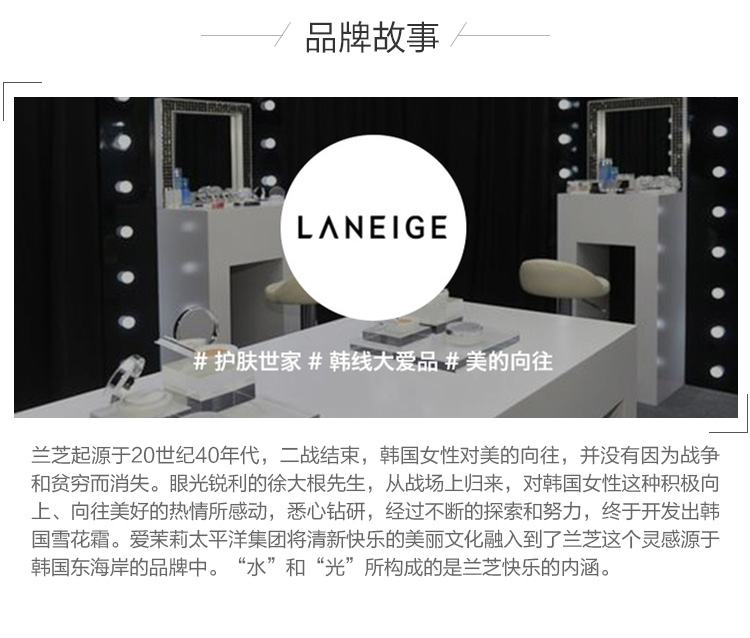 品牌故事
LANEIGE
# 护肤世家 # 韩线大爱品 # 美的向往
兰芝起源于20世纪40年代，二战结束，韩国女性对美的向往，并没有因为战争
和贫穷而消失。眼光锐利的徐大根先生，从战场上归来，对韩国女性这种积极向
上、向往美好的热情所感动，悉心钻研，经过不断的探索和努力，终于开发出韩
国雪花霜。爱茉莉太平洋集团将清新快乐的美丽文化融入到了兰芝这个灵感源于
韩国东海岸的品牌中。“水”和“光”所构成的是兰芝快乐的内涵。